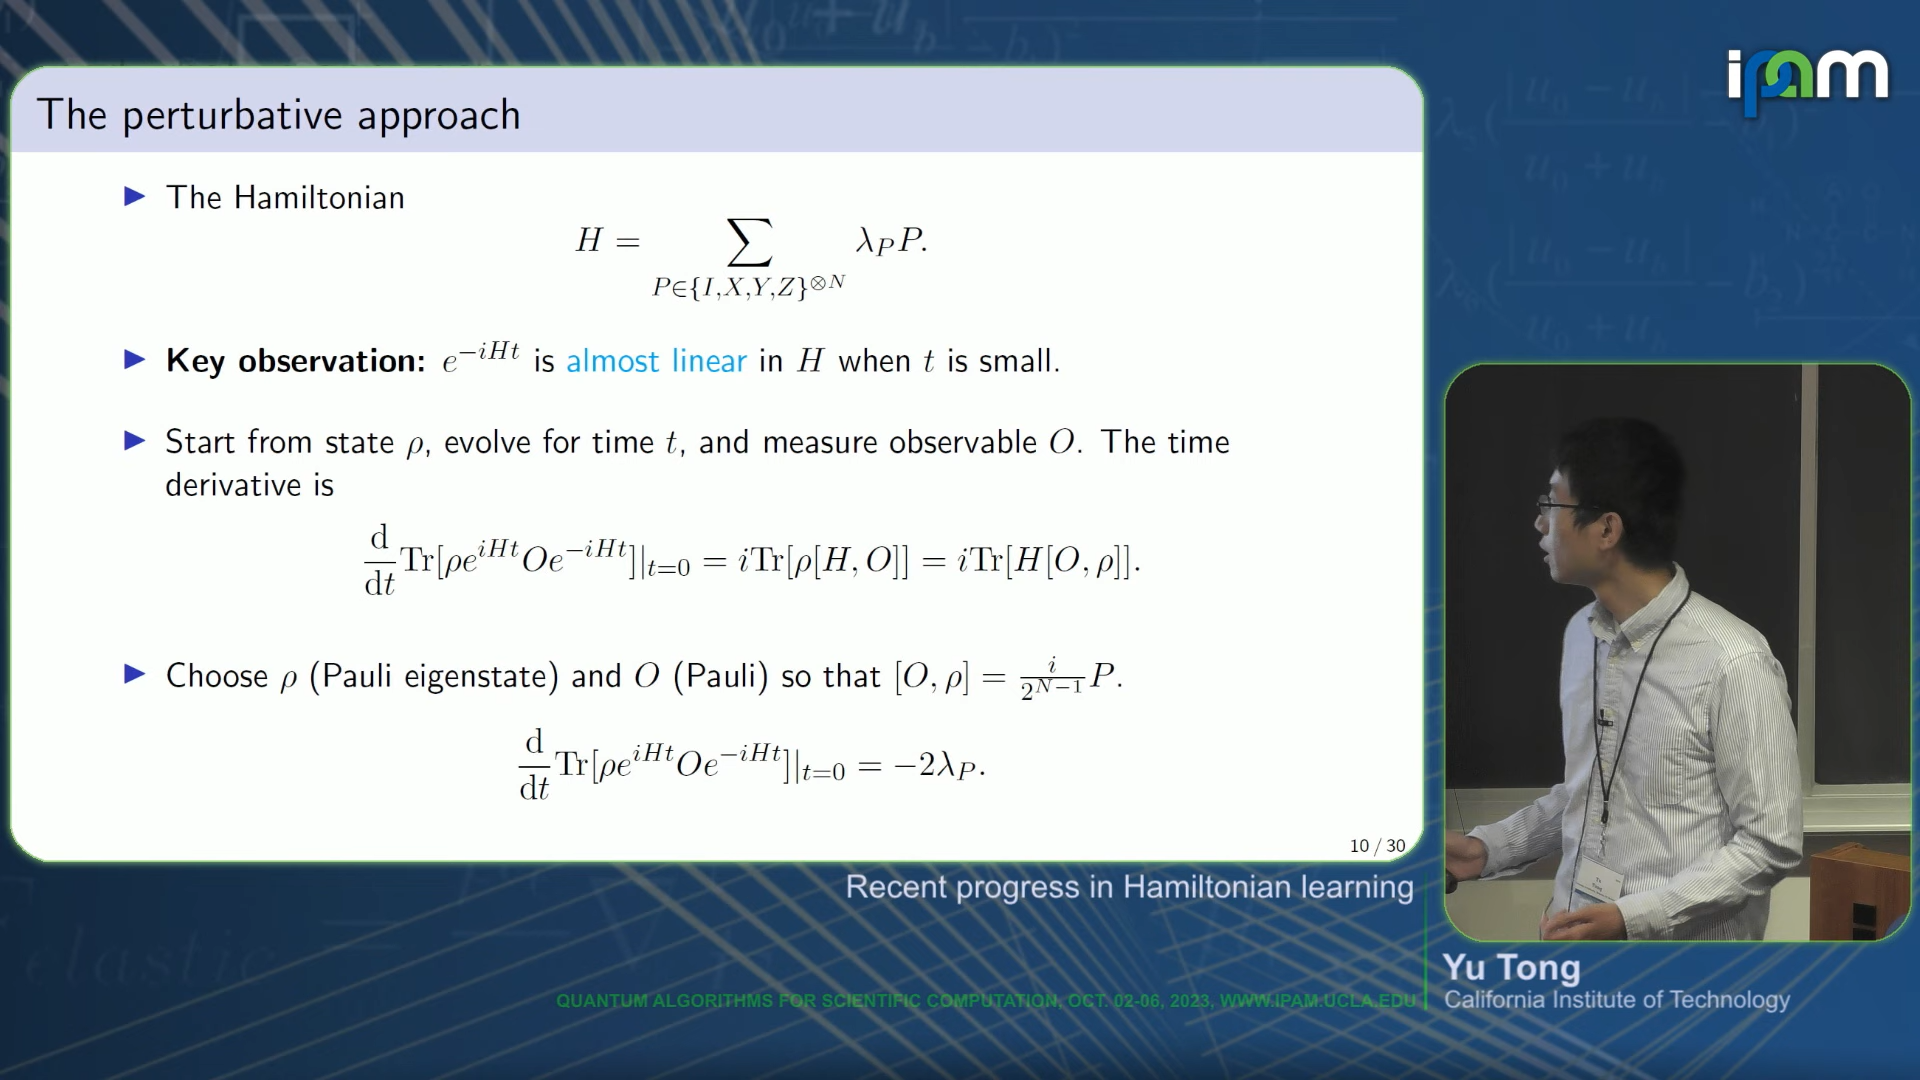 ipam
The perturbative approach
▶ The Hamiltonian
H = ∑_{P∈{I,X,Y,Z}^{⊗N}} λ_P P.
▶ Key observation: e^{−iHt} is almost linear in H when t is small.
▶ Start from state ρ, evolve for time t, and measure observable O. The time
derivative is
d/dt Tr[ρe^{iHt}Oe^{−iHt}]|_{t=0} = iTr[ρ[H, O]] = iTr[H[O, ρ]].
▶ Choose ρ (Pauli eigenstate) and O (Pauli) so that [O, ρ] = i/2^{N−1} P.
d/dt Tr[ρe^{iHt}Oe^{−iHt}]|_{t=0} = −2λ_P.
10 / 30
Recent progress in Hamiltonian learning
Yu Tong
California Institute of Technology
QUANTUM ALGORITHMS FOR SCIENTIFIC COMPUTATION, OCT. 02-06, 2023, WWW.IPAM.UCLA.EDU
elastic